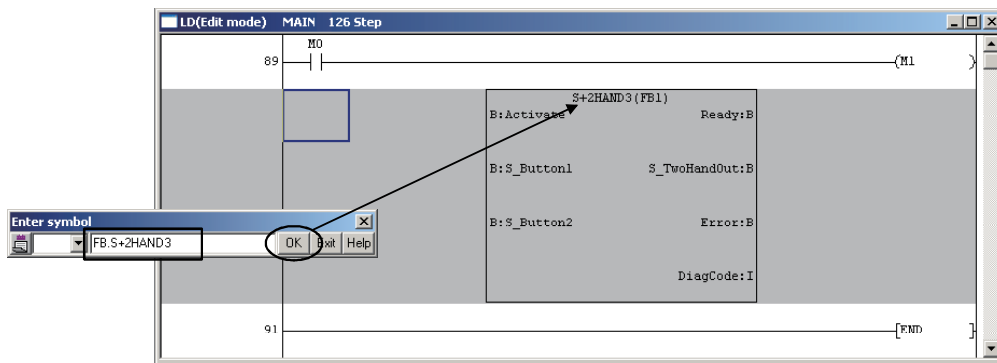 LD(Edit mode) MAIN 126 Step
M0
89
(M1 )
S+2HAND3(FB1)
B:Activate Ready:B
B:S_Button1 S_TwoHandOut:B
B:S_Button2 Error:B
DiagCode:I
Enter symbol
FB.S+2HAND3 OK Exit Help
91
[END ]